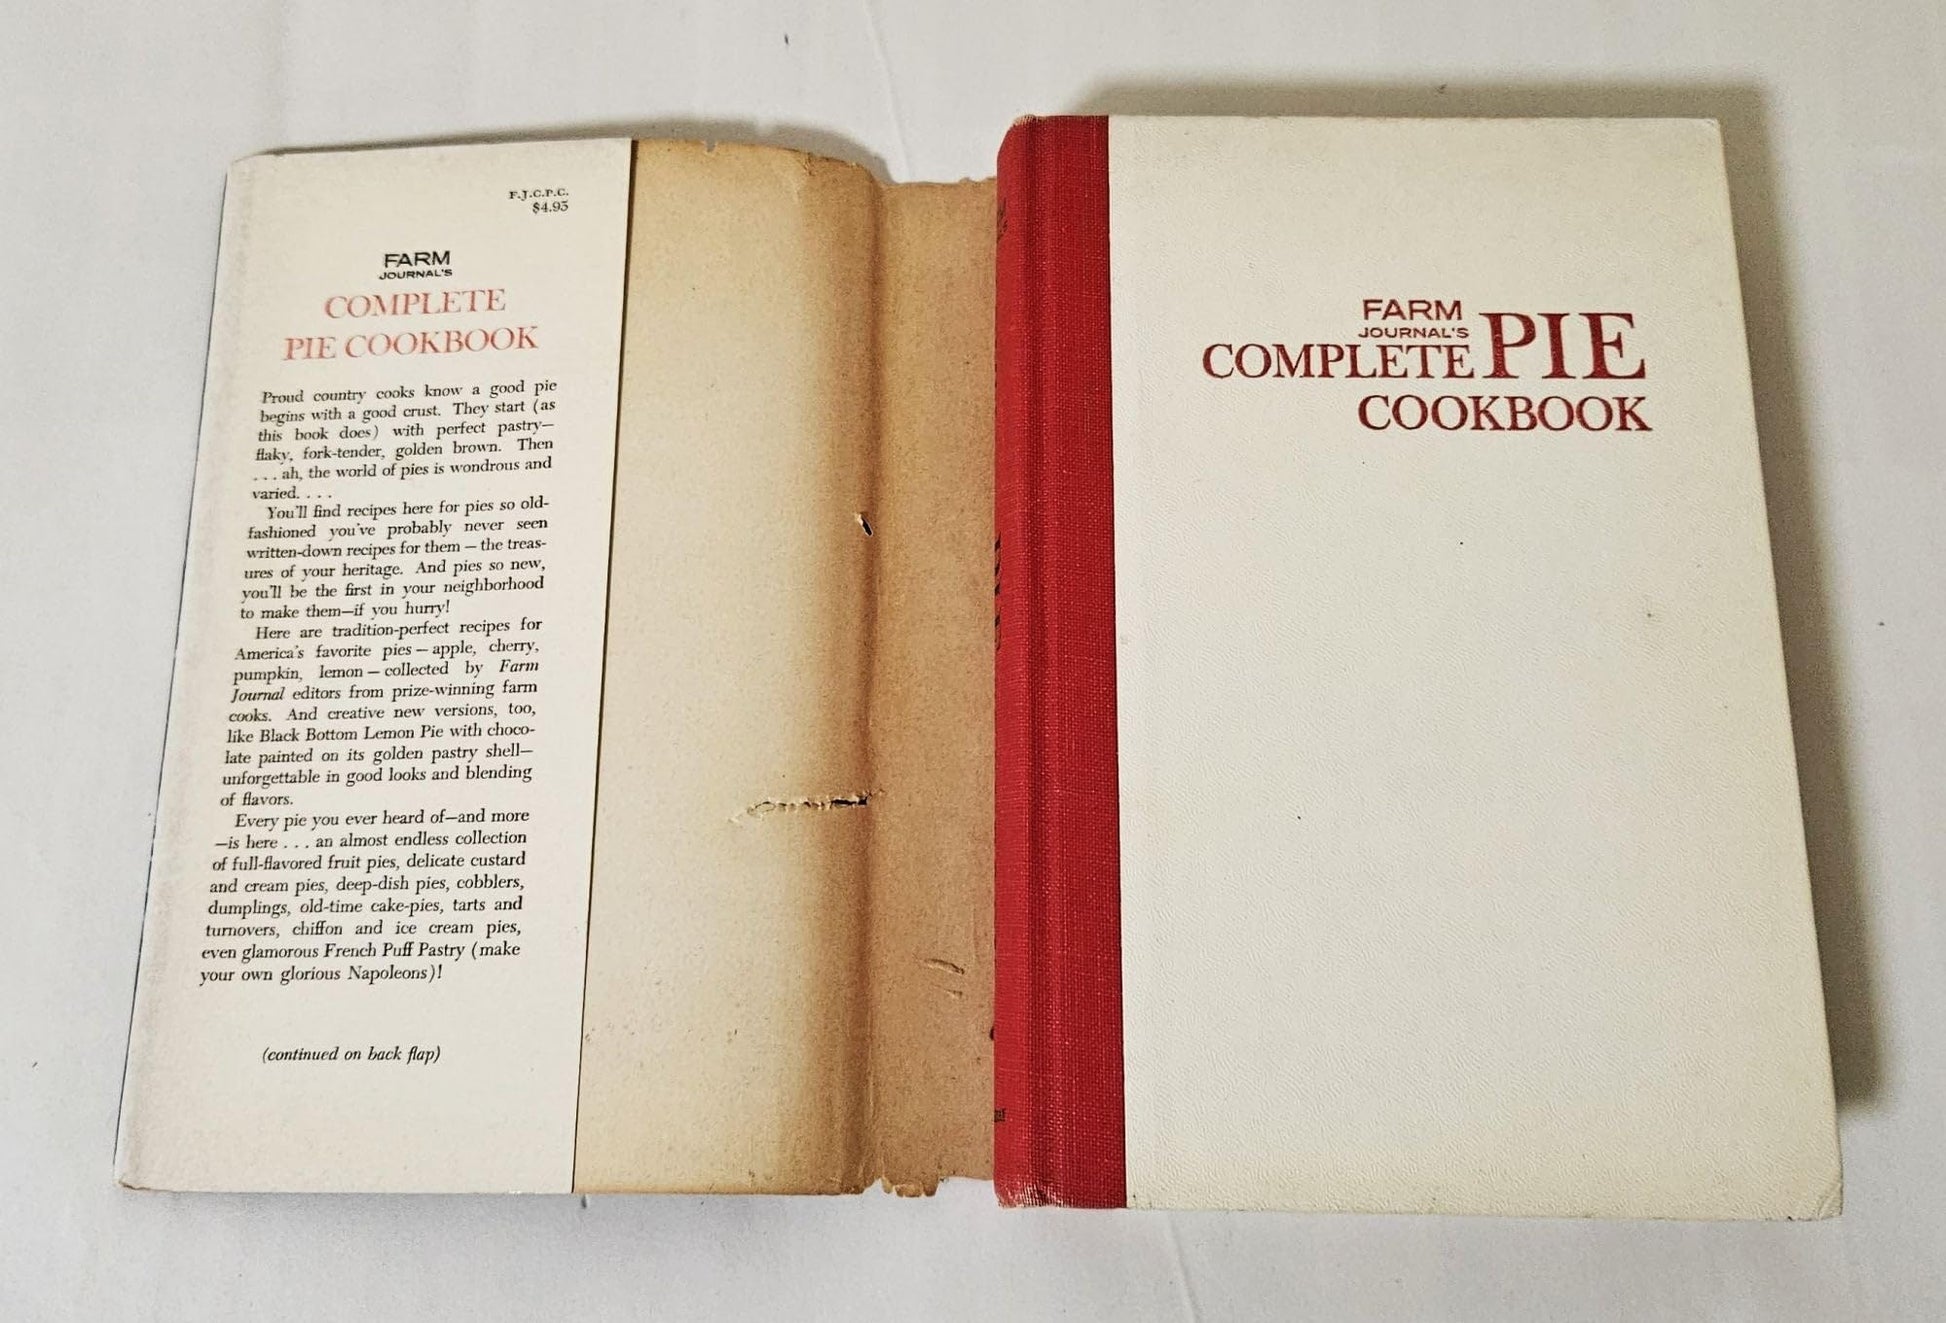 F.J.C.P.C.
$4.95
FARM
JOURNAL'S
COMPLETE
PIE COOKBOOK
Proud country cooks know a good pie
begins with a good crust. They start (as
this book does) with perfect pastry—
flaky, fork-tender, golden brown. Then
. . . ah, the world of pies is wondrous and
varied. . . .
You'll find recipes here for pies so old-
fashioned you've probably never seen
written-down recipes for them — the treas-
ures of your heritage. And pies so new,
you'll be the first in your neighborhood
to make them—if you hurry!
Here are tradition-perfect recipes for
America's favorite pies — apple, cherry,
pumpkin, lemon — collected by Farm
Journal editors from prize-winning farm
cooks. And creative new versions, too,
like Black Bottom Lemon Pie with choco-
late painted on its golden pastry shell—
unforgettable in good looks and blending
of flavors.
Every pie you ever heard of—and more
—is here . . . an almost endless collection
of full-flavored fruit pies, delicate custard
and cream pies, deep-dish pies, cobblers,
dumplings, old-time cake-pies, tarts and
turnovers, chiffon and ice cream pies,
even glamorous French Puff Pastry (make
your own glorious Napoleons)!
(continued on back flap)
FARM
JOURNAL'S
COMPLETE PIE
COOKBOOK